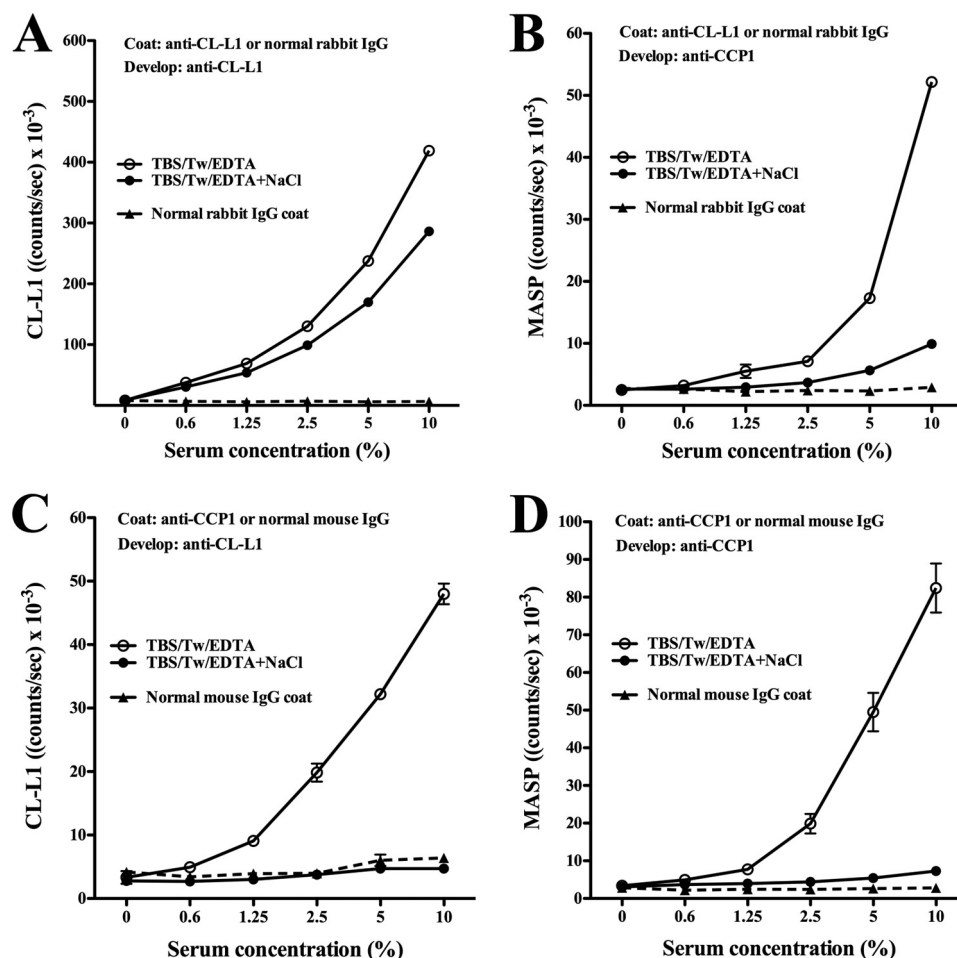 A
Coat: anti-CL-L1 or normal rabbit IgG
Develop: anti-CL-L1
CL-L1 ((counts/sec) x 10⁻³)
600
500
400
300
200
100
TBS/Tw/EDTA
TBS/Tw/EDTA+NaCl
Normal rabbit IgG coat
0 0.6 1.25 2.5 5 10
Serum concentration (%)
B
Coat: anti-CL-L1 or normal rabbit IgG
Develop: anti-CCP1
MASP ((counts/sec) x 10⁻³)
60
50
40
30
20
10
0
TBS/Tw/EDTA
TBS/Tw/EDTA+NaCl
Normal rabbit IgG coat
0 0.6 1.25 2.5 5 10
Serum concentration (%)
C
Coat: anti-CCP1 or normal mouse IgG
Develop: anti-CL-L1
CL-L1 ((counts/sec) x 10⁻³)
60
50
40
30
20
10
0
TBS/Tw/EDTA
TBS/Tw/EDTA+NaCl
Normal mouse IgG coat
0 0.6 1.25 2.5 5 10
Serum concentration (%)
D
Coat: anti-CCP1 or normal mouse IgG
Develop: anti-CCP1
MASP ((counts/sec) x 10⁻³)
100
90
80
70
60
50
40
30
20
10
0
TBS/Tw/EDTA
TBS/Tw/EDTA+NaCl
Normal mouse IgG coat
0 0.6 1.25 2.5 5 10
Serum concentration (%)